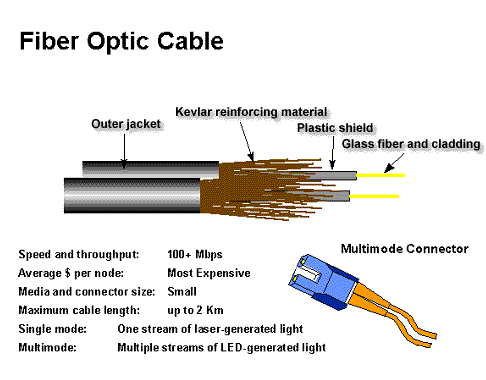 Fiber Optic Cable
Kevlar reinforcing material
Outer jacket
Plastic shield
Glass fiber and cladding
Multimode Connector
Speed and throughput: 100+ Mbps
Average $ per node: Most Expensive
Media and connector size: Small
Maximum cable length: up to 2 Km
Single mode: One stream of laser-generated light
Multimode: Multiple streams of LED-generated light